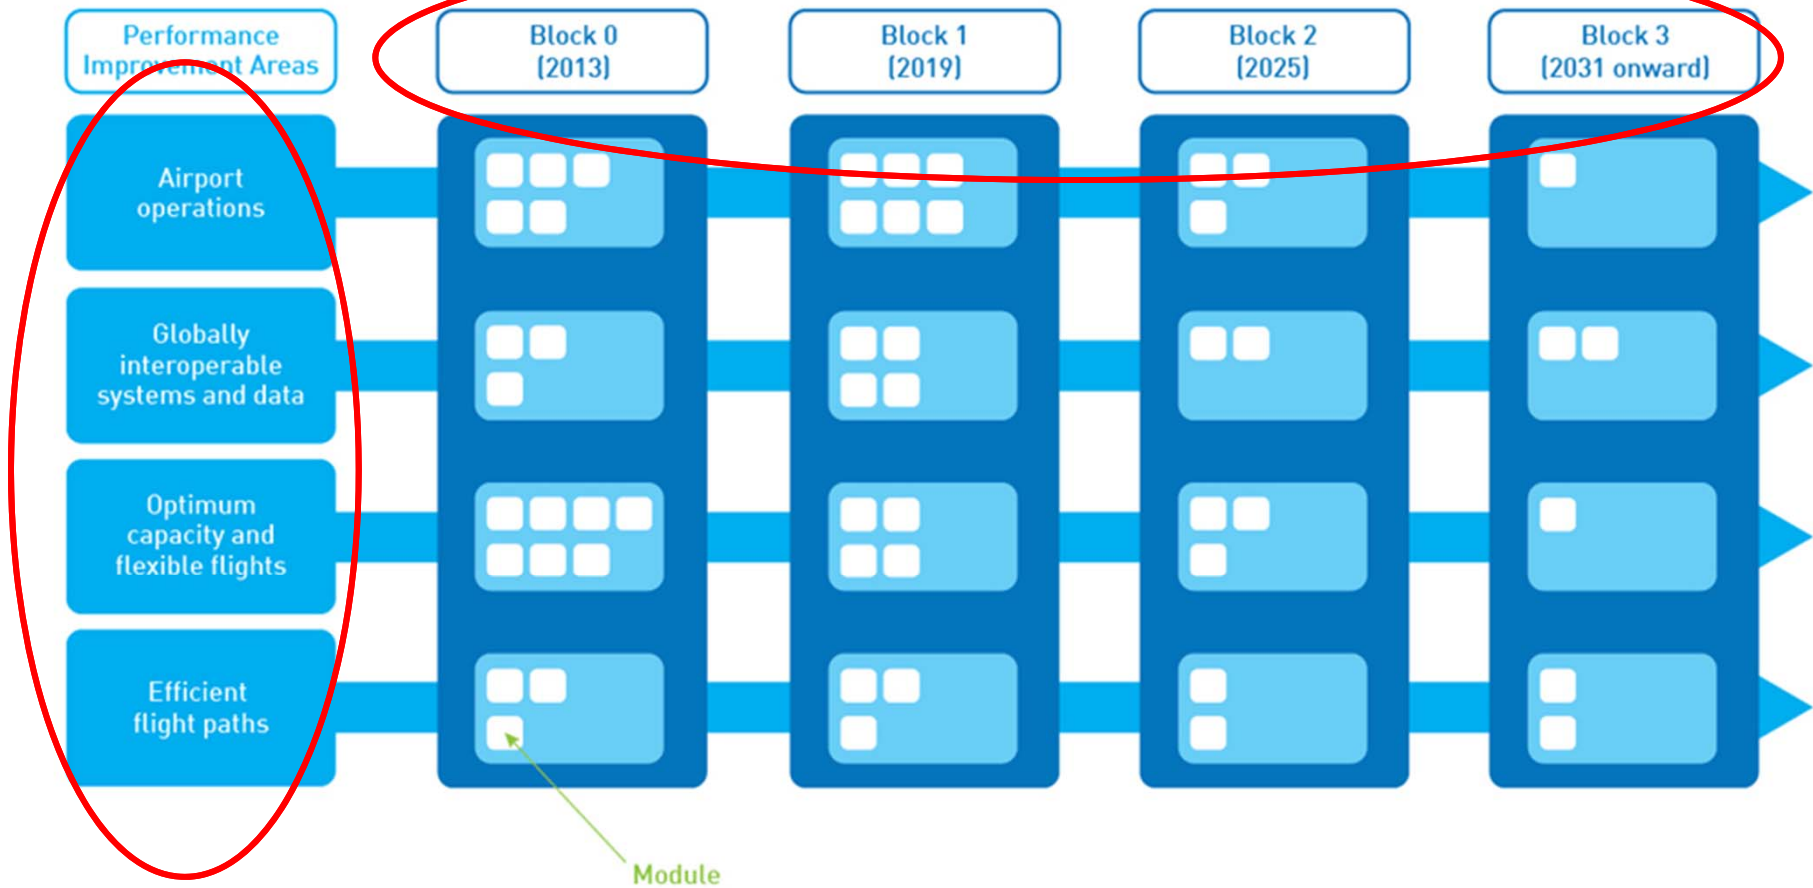 Performance
Improvement Areas
Block 0
(2013)
Block 1
(2019)
Block 2
(2025)
Block 3
(2031 onward)
Airport
operations
Globally
interoperable
systems and data
Optimum
capacity and
flexible flights
Efficient
flight paths
Module